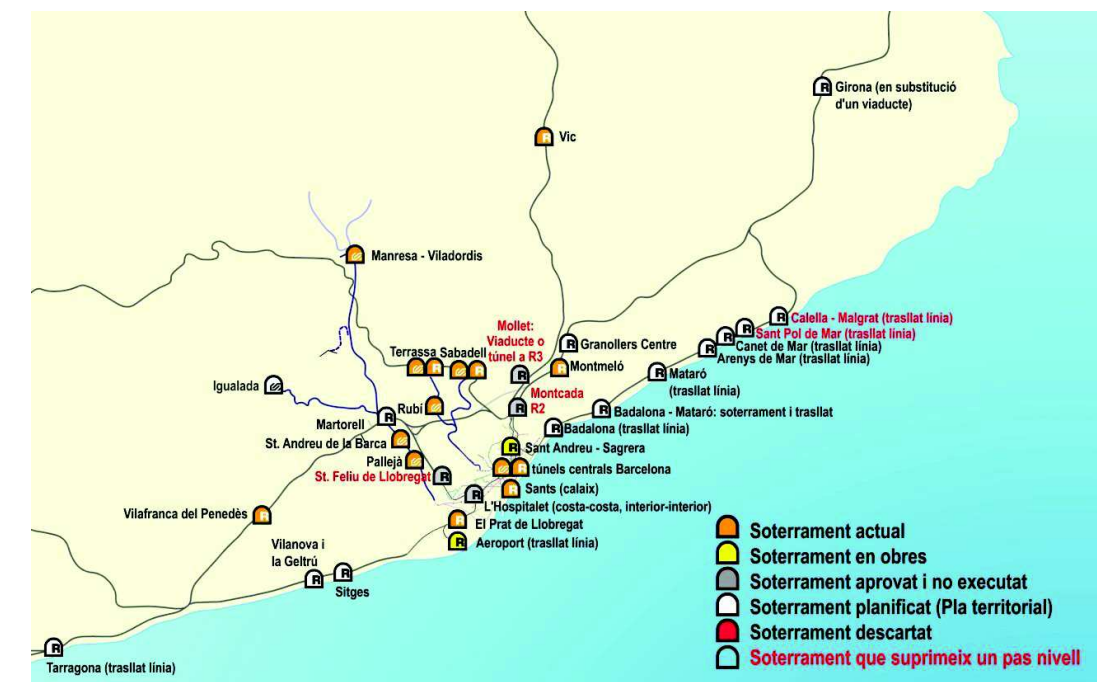 Girona (en substitució
d'un viaducte)
Vic
Manresa - Viladordis
Calella - Malgrat (trasllat línia)
Sant Pol de Mar (trasllat línia)
Canet de Mar (trasllat línia)
Arenys de Mar (trasllat línia)
Mollet:
Viaducte o
túnel a R3
Granollers Centre
Terrassa
Sabadell
Montmeló
Mataró
(trasllat línia)
Igualada
Montcada
R2
Rubí
Badalona - Mataró: soterrament i trasllat
Martorell
Badalona (trasllat línia)
St. Andreu de la Barca
Sant Andreu - Sagrera
Pallejà
túnels centrals Barcelona
St. Feliu de Llobregat
Sants (calaix)
L'Hospitalet (costa-costa, interior-interior)
Vilafranca del Penedès
El Prat de Llobregat
Aeroport (trasllat línia)
Vilanova i
la Geltrú
Sitges
Tarragona (trasllat línia)
Soterrament actual
Soterrament en obres
Soterrament aprovat i no executat
Soterrament planificat (Pla territorial)
Soterrament descartat
Soterrament que suprimeix un pas nivell